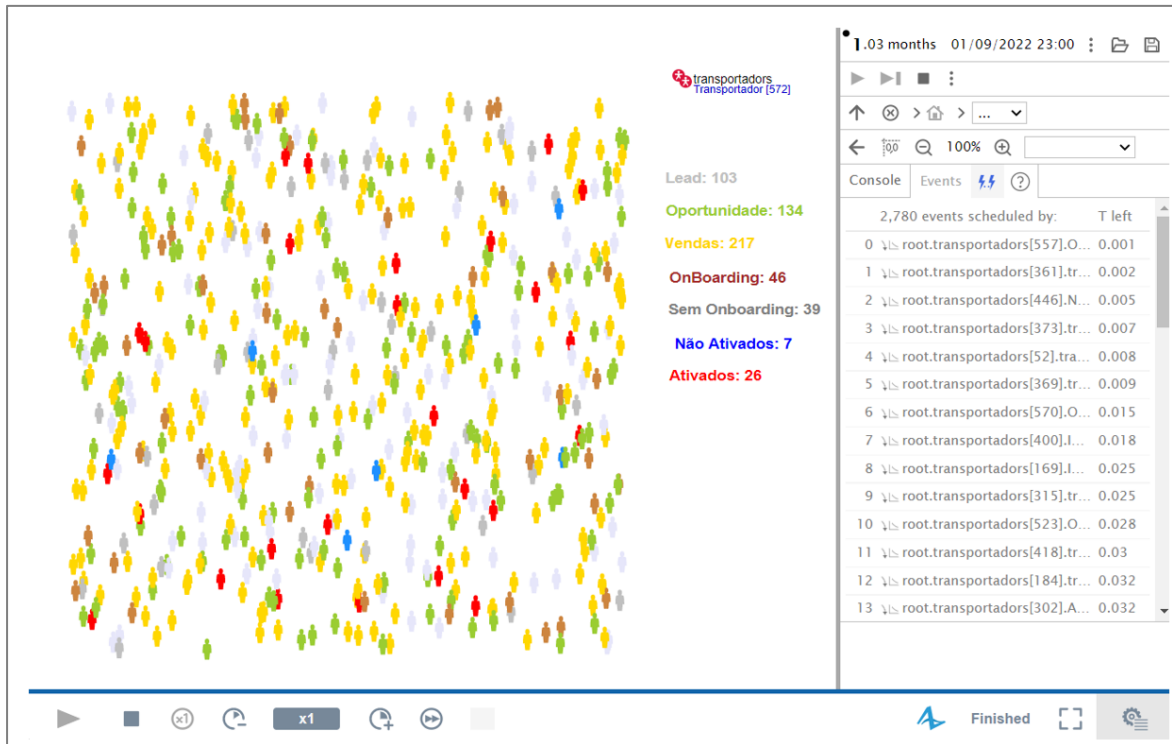 transportadors
Transportador [572]
Lead: 103
Oportunidade: 134
Vendas: 217
OnBoarding: 46
Sem Onboarding: 39
Não Ativados: 7
Ativados: 26
1.03 months 01/09/2022 23:00
> > ...
100%
Console Events ?
2,780 events scheduled by: T left
0 root.transportadors[557].O... 0.001
1 root.transportadors[361].tr... 0.002
2 root.transportadors[446].N... 0.005
3 root.transportadors[373].tr... 0.007
4 root.transportadors[52].tra... 0.008
5 root.transportadors[369].tr... 0.009
6 root.transportadors[570].O... 0.015
7 root.transportadors[400].I... 0.018
8 root.transportadors[169].I... 0.025
9 root.transportadors[315].tr... 0.025
10 root.transportadors[523].O... 0.028
11 root.transportadors[418].tr... 0.03
12 root.transportadors[184].tr... 0.032
13 root.transportadors[302].A... 0.032
x1 x1 Finished